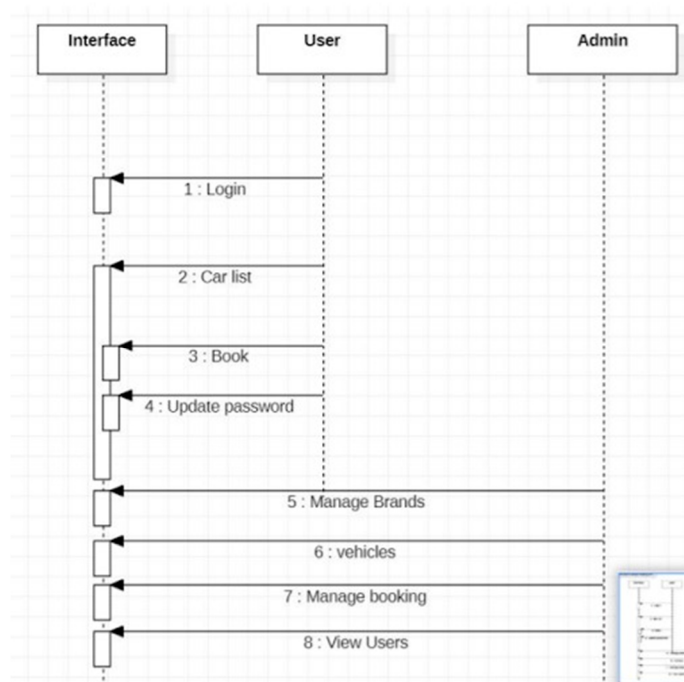 Interface
User
Admin
1 : Login
2 : Car list
3 : Book
4 : Update password
5 : Manage Brands
6 : vehicles
7 : Manage booking
8 : View Users